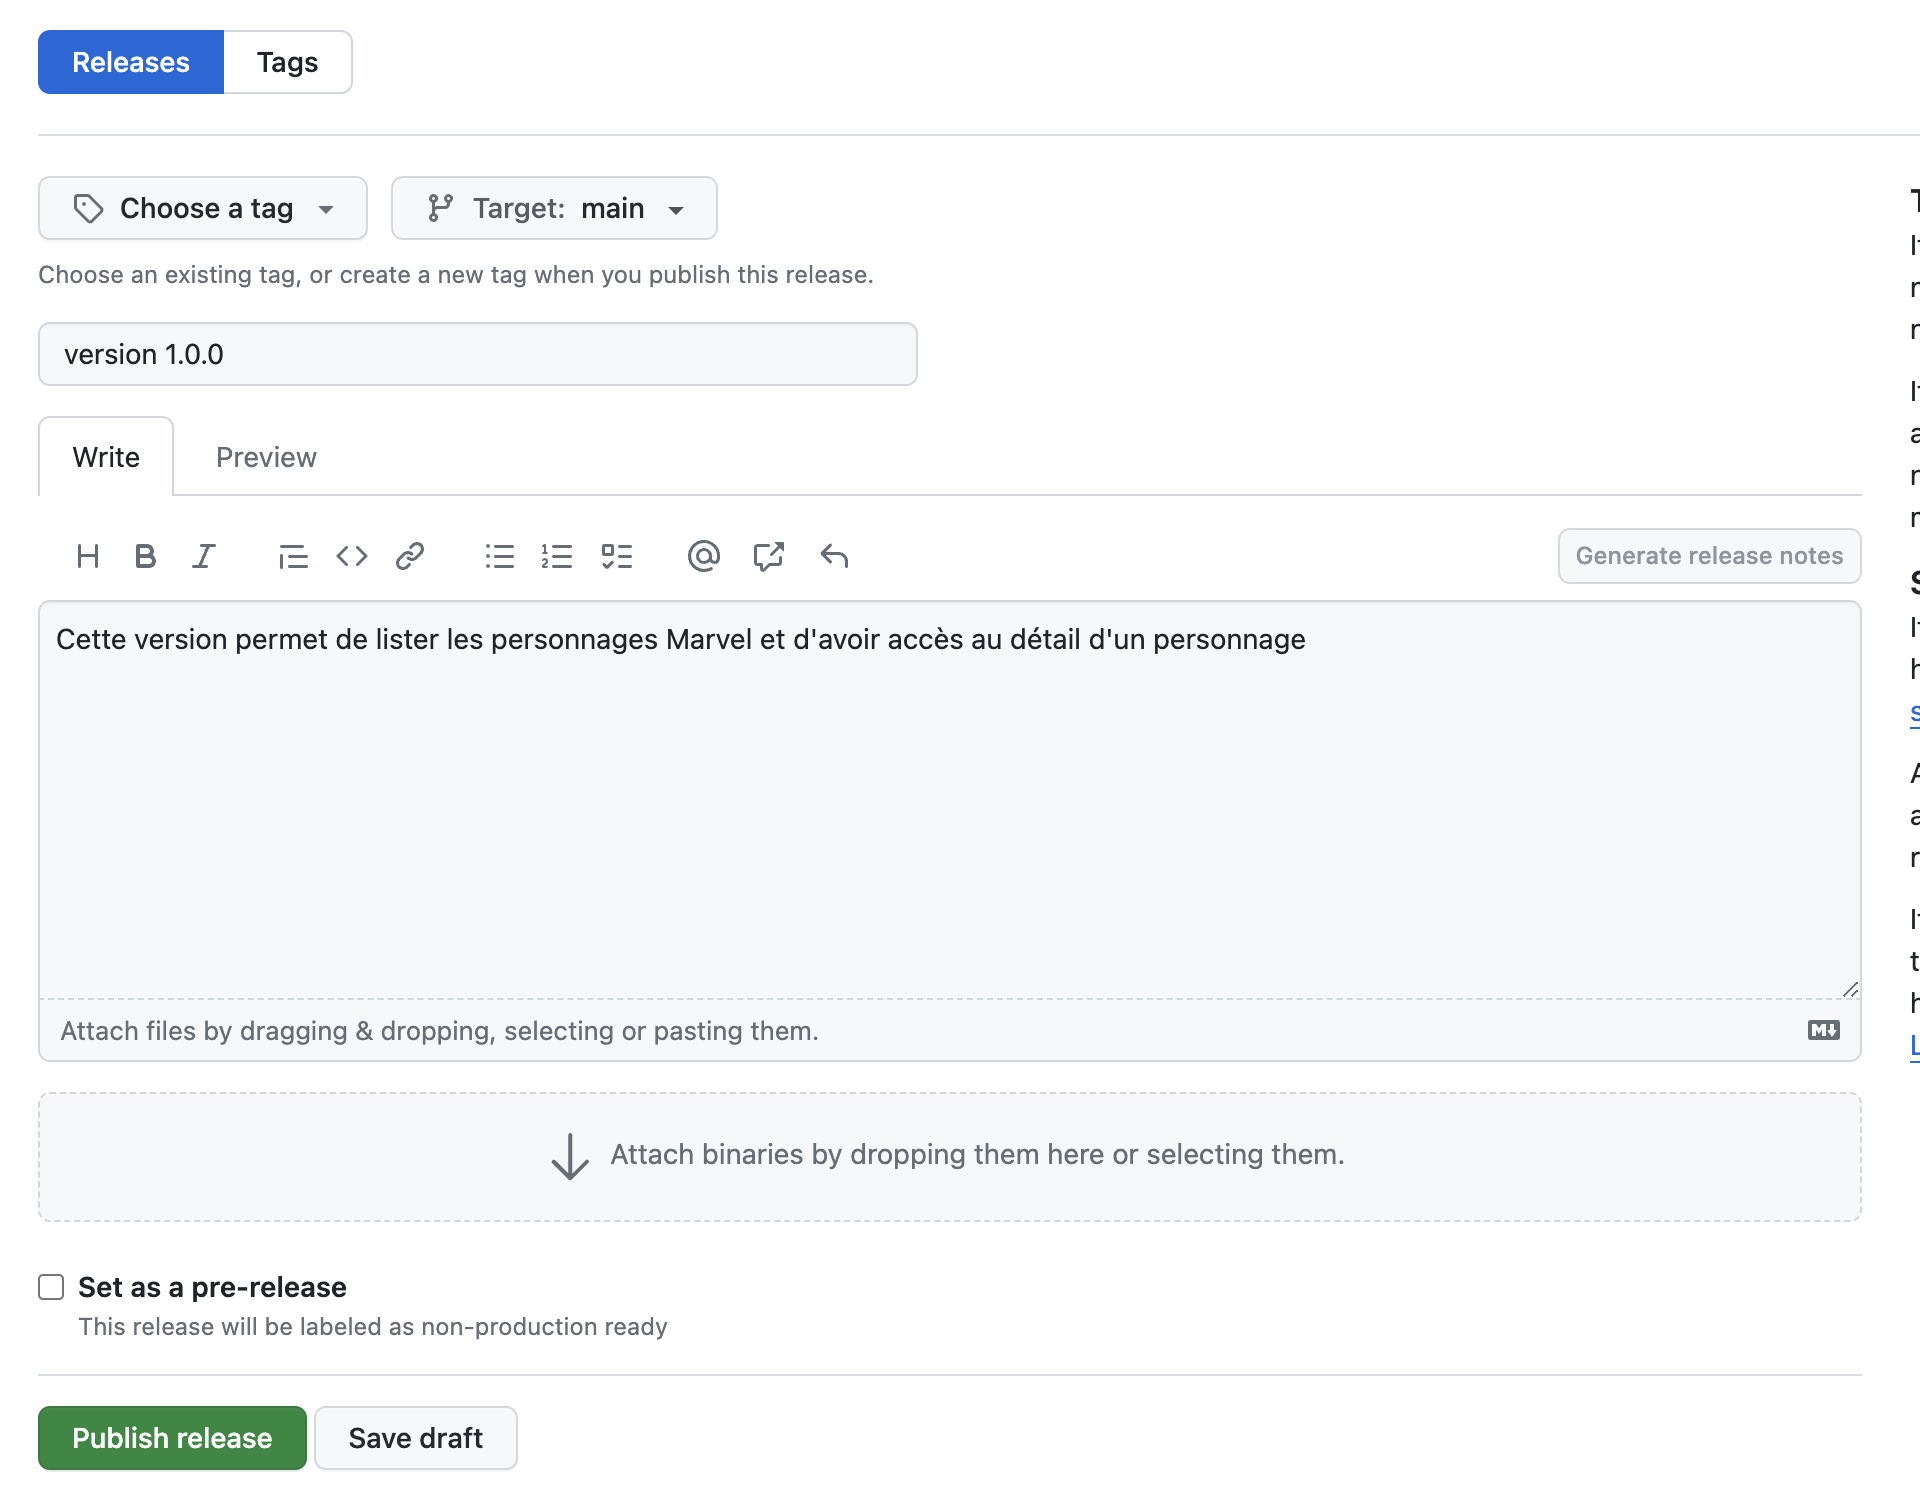 Releases Tags
Choose a tag Target: main
Choose an existing tag, or create a new tag when you publish this release.
version 1.0.0
Write Preview
Generate release notes
Cette version permet de lister les personnages Marvel et d'avoir accès au détail d'un personnage
Attach files by dragging & dropping, selecting or pasting them.
Attach binaries by dropping them here or selecting them.
Set as a pre-release
This release will be labeled as non-production ready
Publish release Save draft